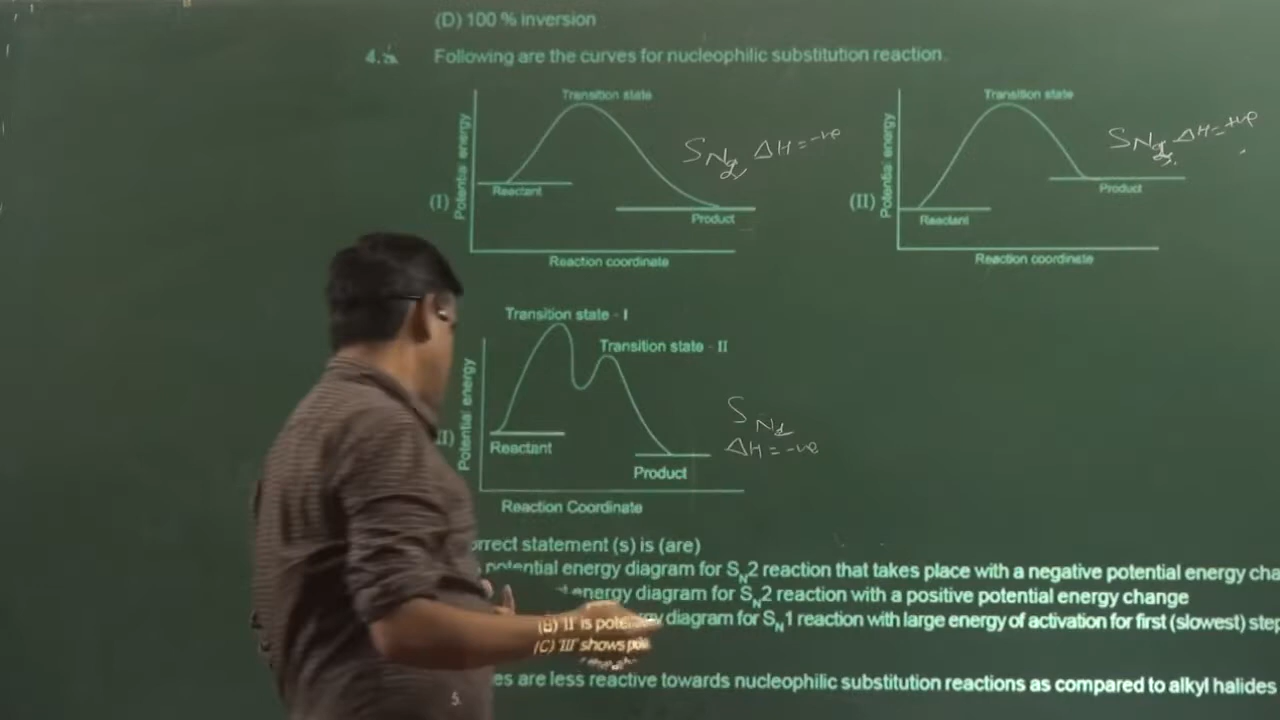 (D) 100 % inversion
4. Following are the curves for nucleophilic substitution reaction
Transition state
Potential energy
(I)
Reactant
Product
Reaction coordinate
SN2 ΔH=-ve
Transition state
Potential energy
(II)
Reactant
Product
Reaction coordinate
SN2 ΔH=+ve
Transition state - I
Transition state - II
Potential energy
I)
Reactant
Product
Reaction Coordinate
SN
ΔH=-ve
orrect statement (s) is (are)
potential energy diagram for SN2 reaction that takes place with a negative potential energy cha
energy diagram for SN2 reaction with a positive potential energy change
(B) 'II' is poten
y diagram for SN1 reaction with large energy of activation for first (slowest) step
(C) 'III' shows pot
5.
es are less reactive towards nucleophilic substitution reactions as compared to alkyl halides